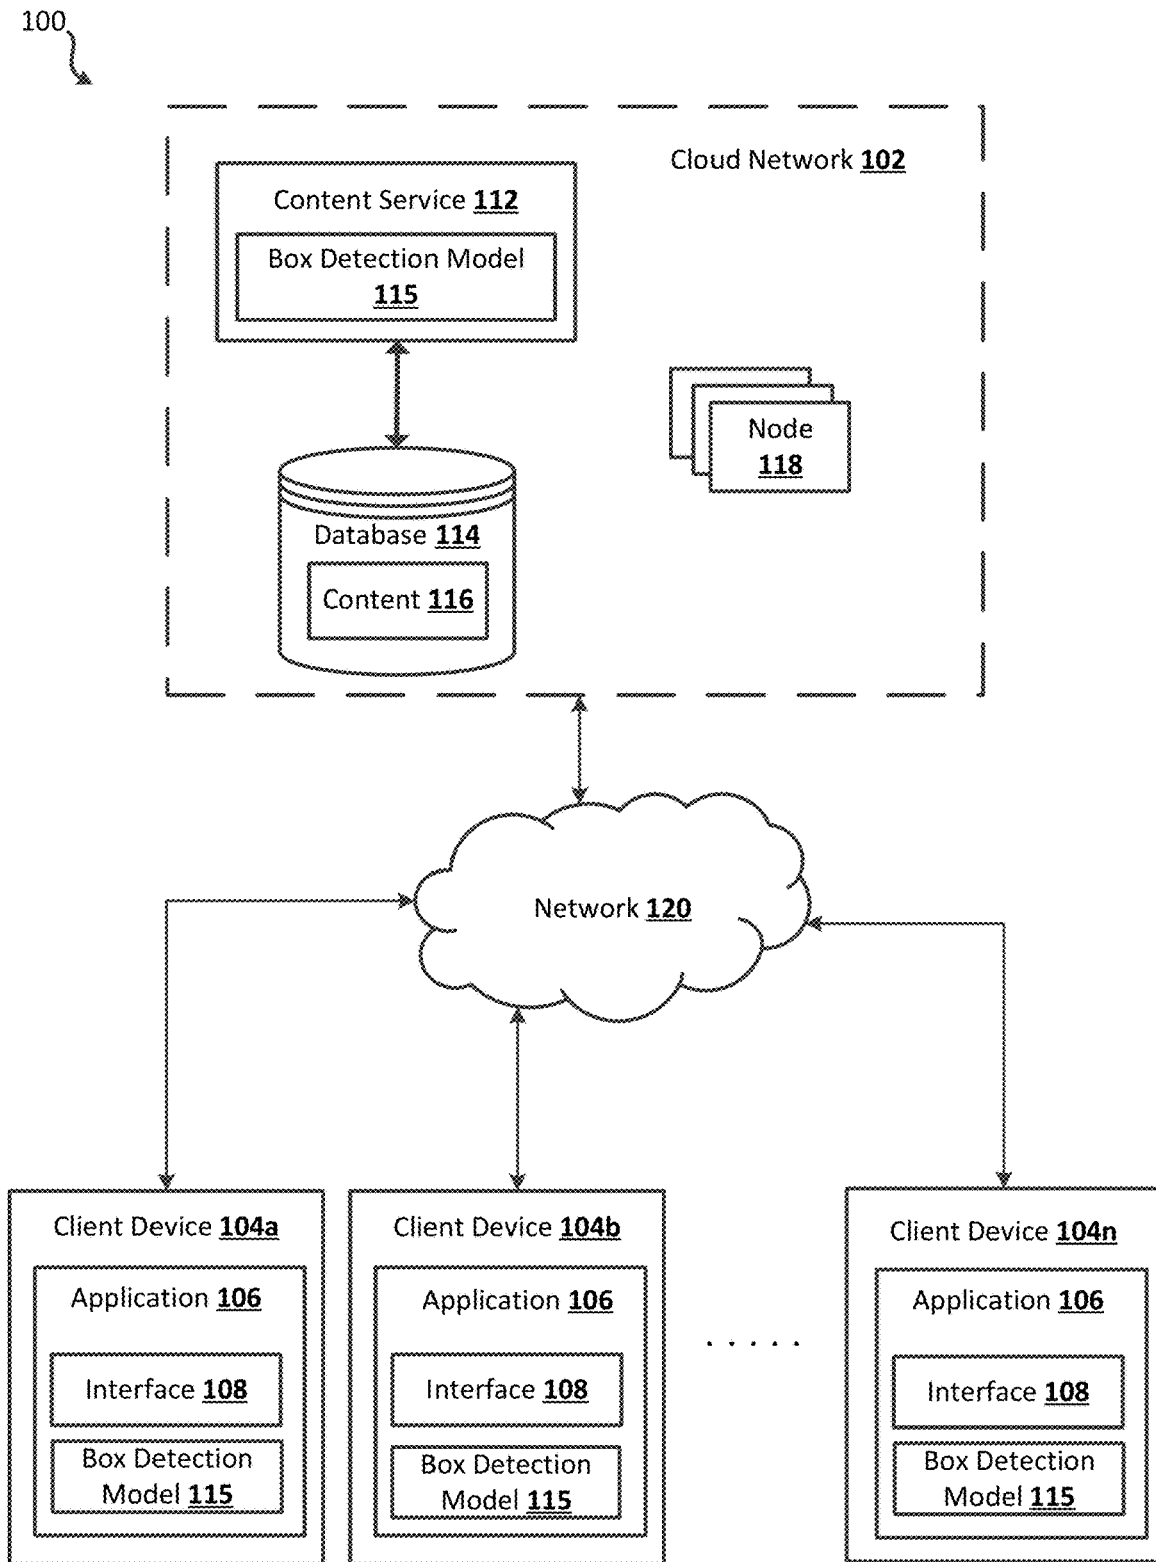 100
Cloud Network 102
Content Service 112
Box Detection Model
115
Node
118
Database 114
Content 116
Network 120
Client Device 104a
Application 106
Interface 108
Box Detection
Model 115
Client Device 104b
Application 106
Interface 108
Box Detection
Model 115
. . . . .
Client Device 104n
Application 106
Interface 108
Box Detection
Model 115